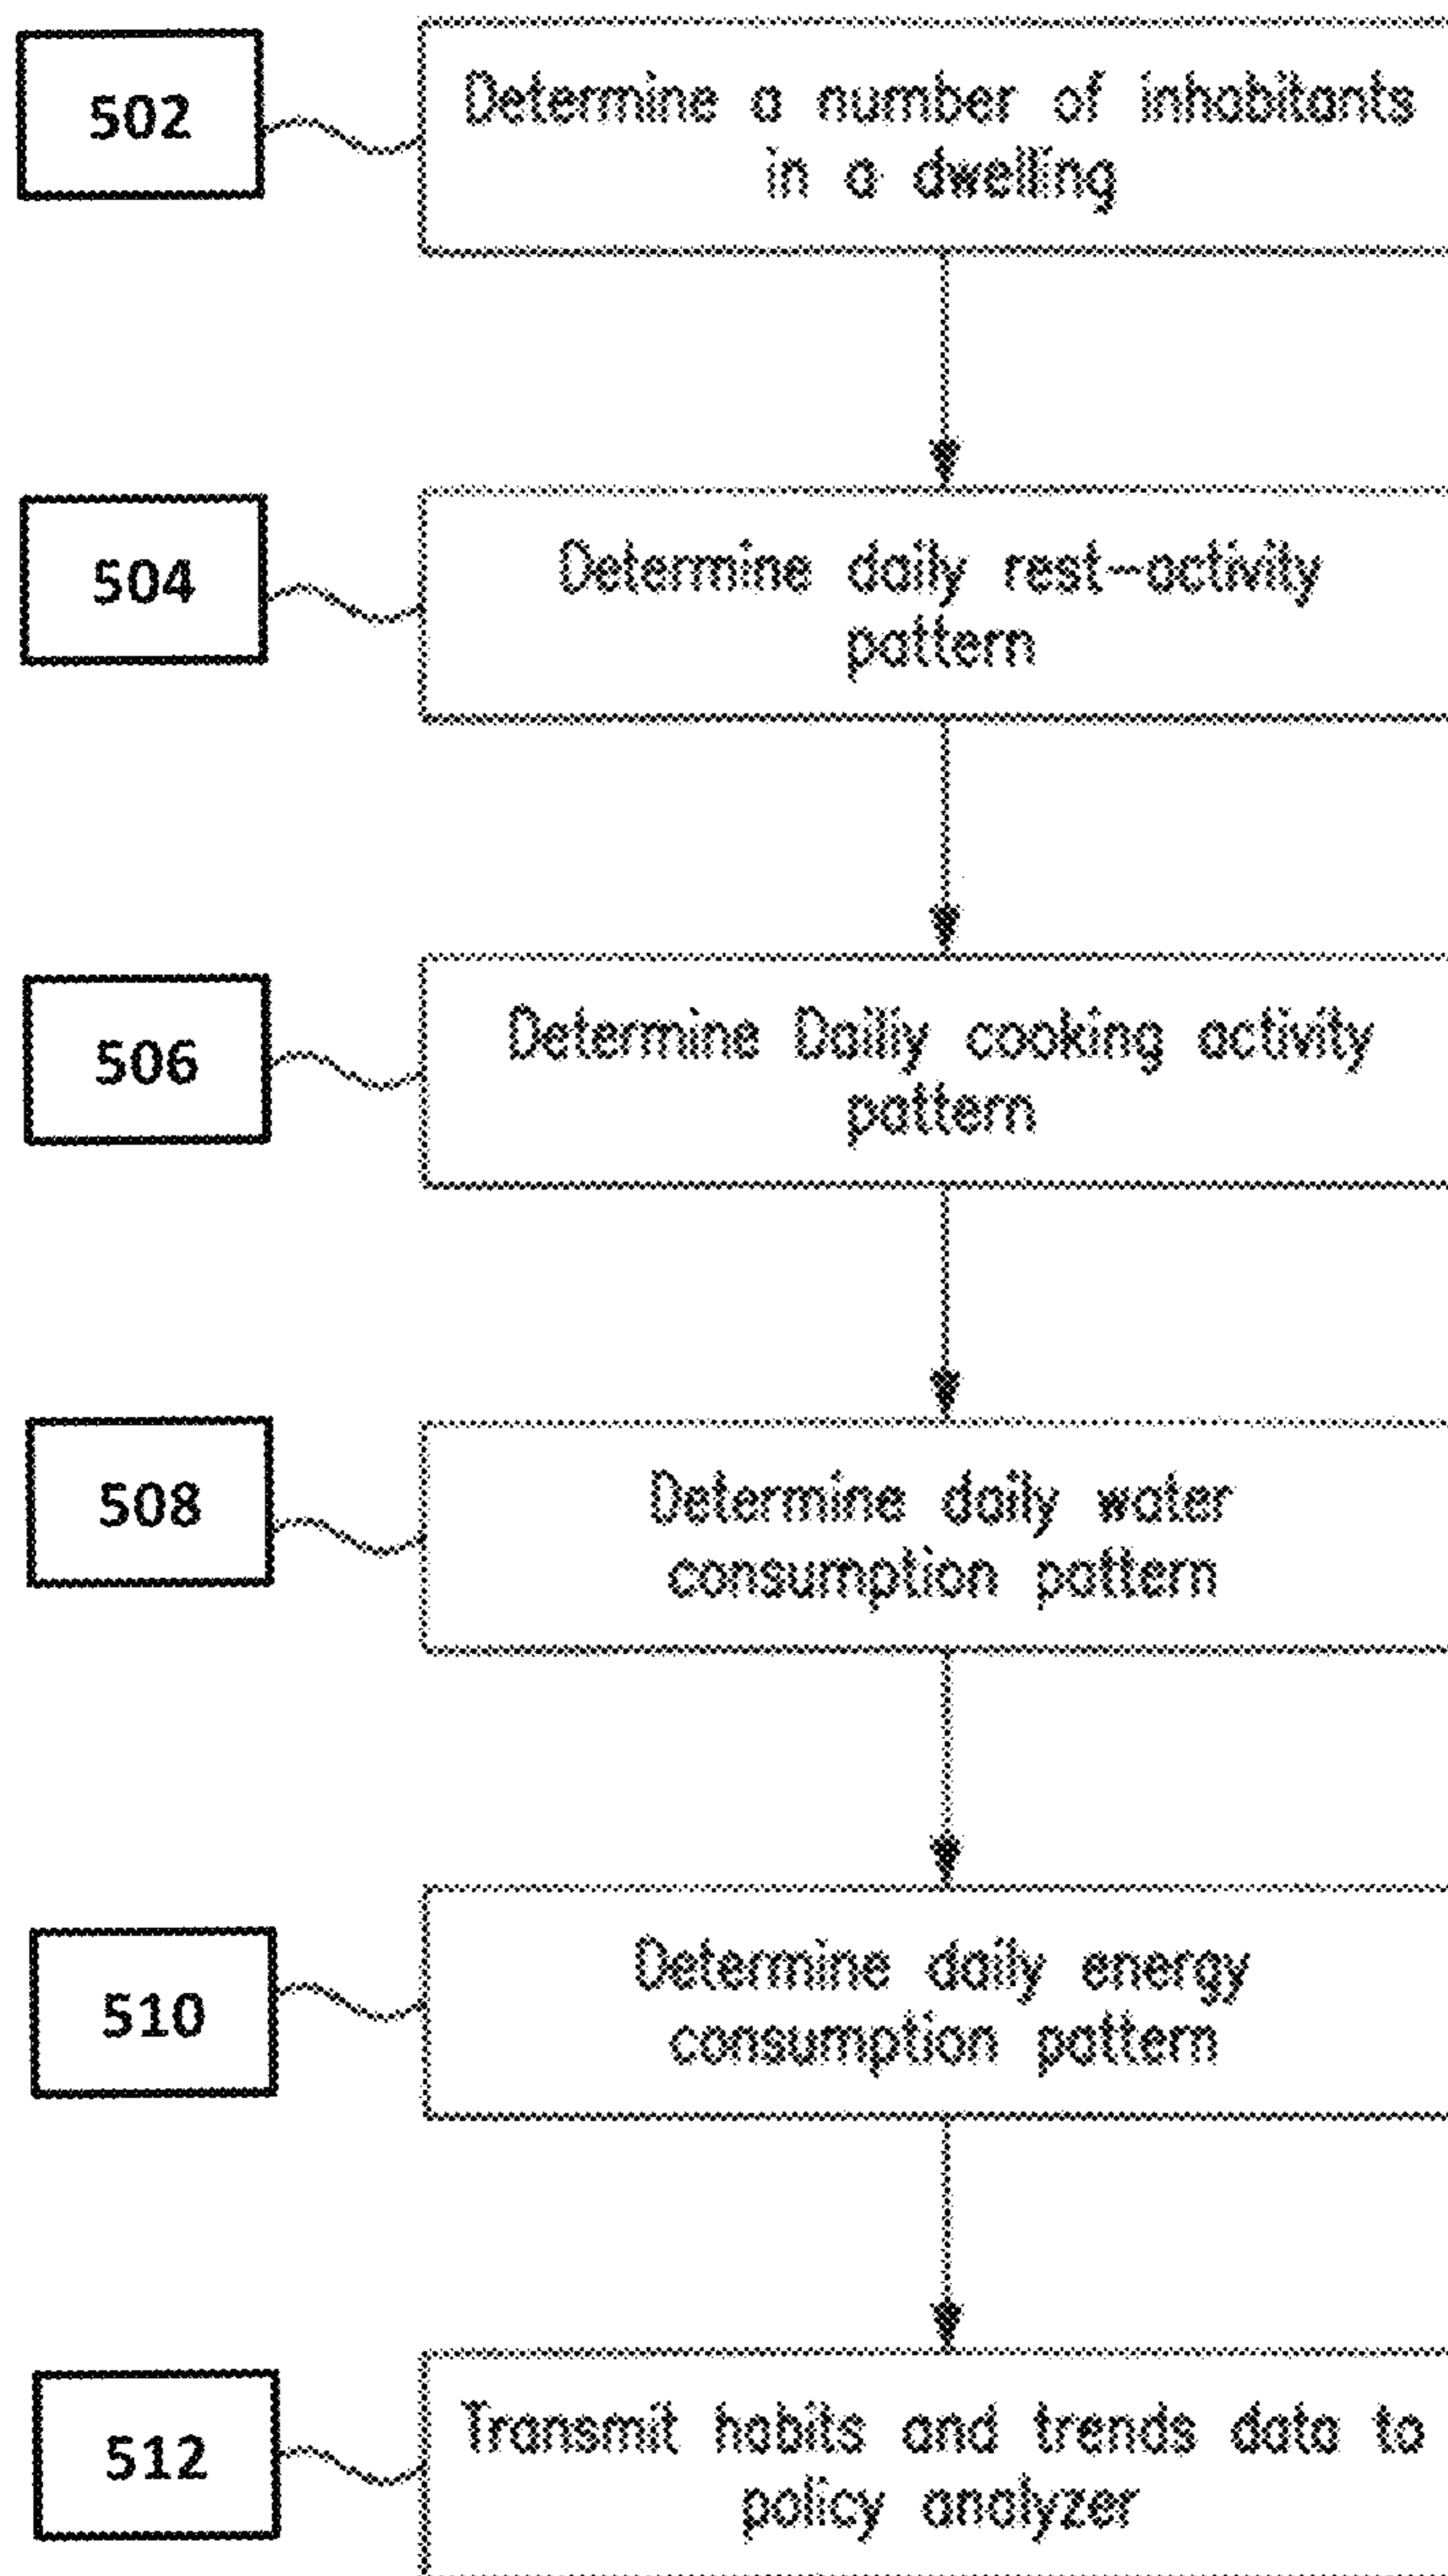 502
Determine a number of inhabitants
in a dwelling
504
Determine daily rest-activity
pattern
506
Determine Dailiy cooking activity
pattern
508
Determine daily water
consumption pattern
510
Determine daily energy
consumption pattern
512
Transmit habits and trends data to
policy analyzer